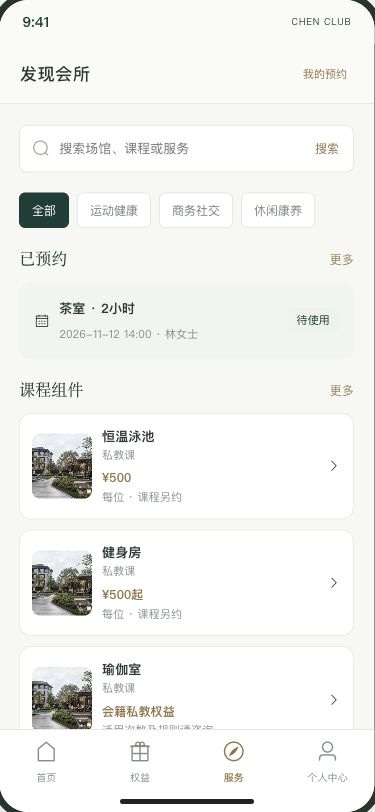 9:41
CHEN CLUB
发现会所
我的预约
搜索场馆、课程或服务
搜索
全部
运动健康
商务社交
休闲康养
已预约
更多
茶室 · 2小时
2026-11-12 14:00 · 林女士
待使用
课程组件
更多
恒温泳池
私教课
¥500
每位 · 课程另约
健身房
私教课
¥500起
每位 · 课程另约
瑜伽室
私教课
会籍私教权益
首页
权益
服务
个人中心